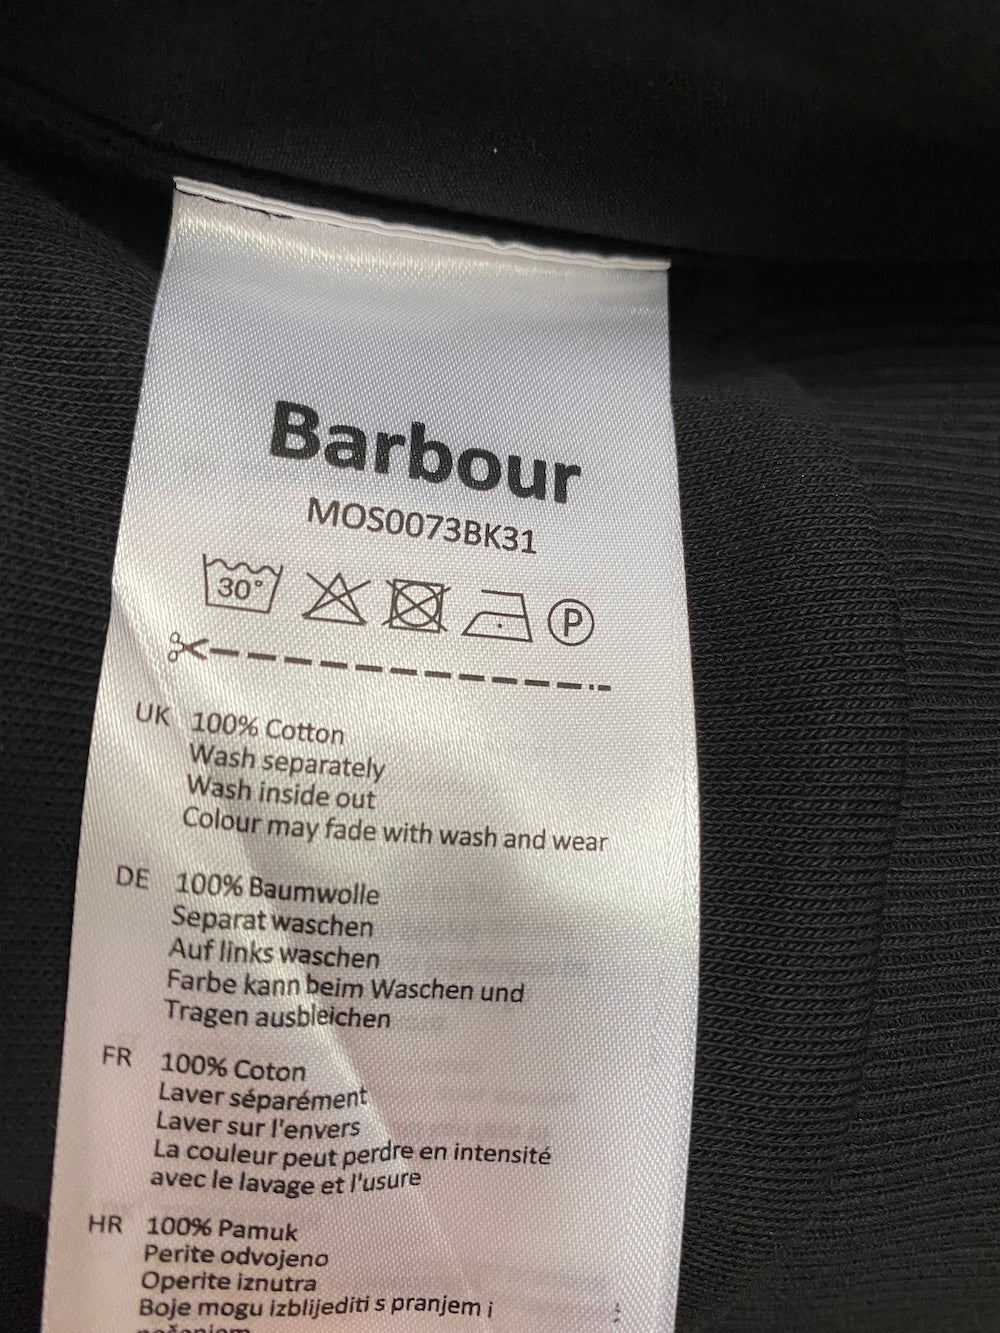 Barbour
MOS0073BK31
30° P
UK 100% Cotton
Wash separately
Wash inside out
Colour may fade with wash and wear
DE 100% Baumwolle
Separat waschen
Auf links waschen
Farbe kann beim Waschen und
Tragen ausbleichen
FR 100% Coton
Laver séparément
Laver sur l'envers
La couleur peut perdre en intensité
avec le lavage et l'usure
HR 100% Pamuk
Perite odvojeno
Operite iznutra
Boje mogu izblijediti s pranjem i